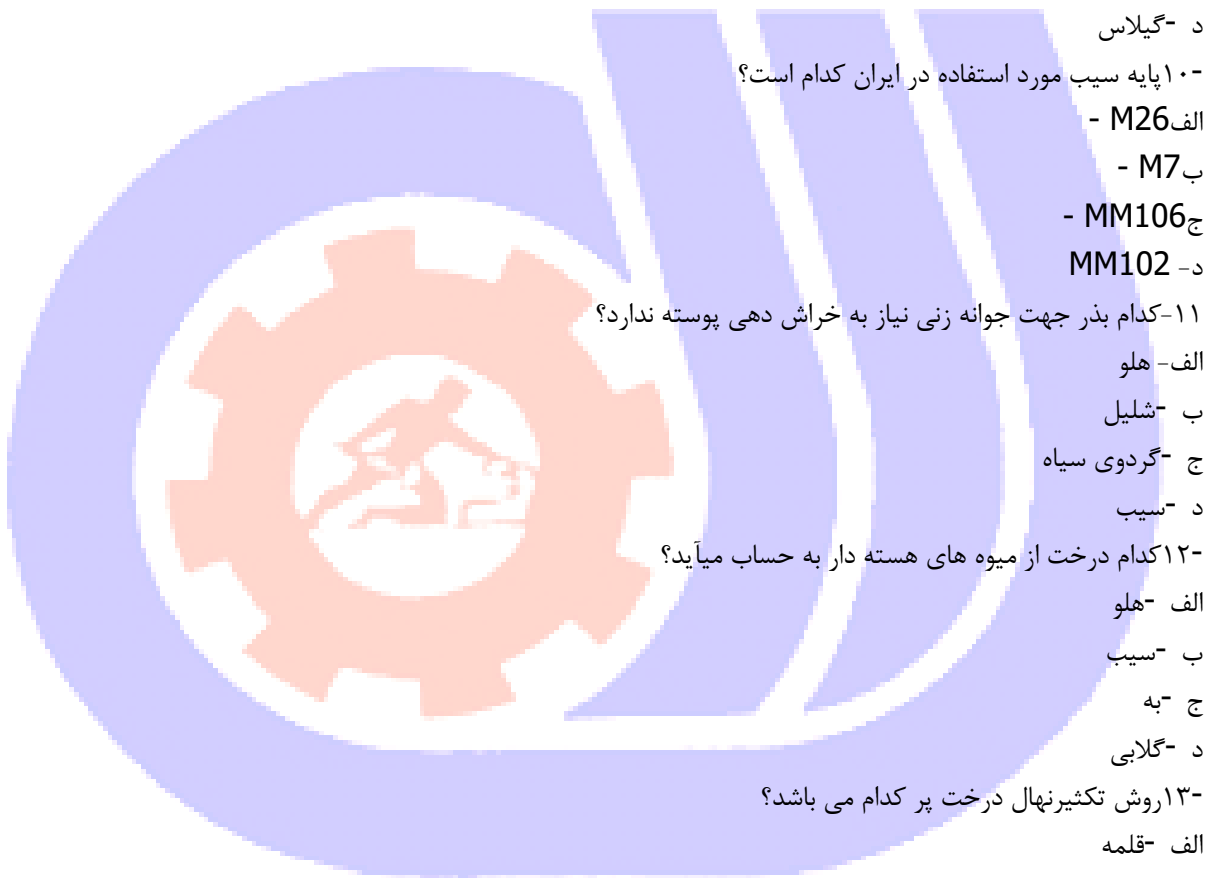 د -گیلاس
-۱۰پایه سیب مورد استفاده در ایران کدام است؟
الفM26 -
بM7 -
جMM106 -
د- MM102
۱۱-کدام بذر جهت جوانه زنی نیاز به خراش دهی پوسته ندارد؟
الف- هلو
ب -شلیل
ج -گردوی سیاه
د -سیب
-۱۲کدام درخت از میوه های هسته دار به حساب میآید؟
الف -هلو
ب -سیب
ج -به
د -گلابی
-۱۳روش تکثیرنهال درخت پر کدام می باشد؟
الف -قلمه